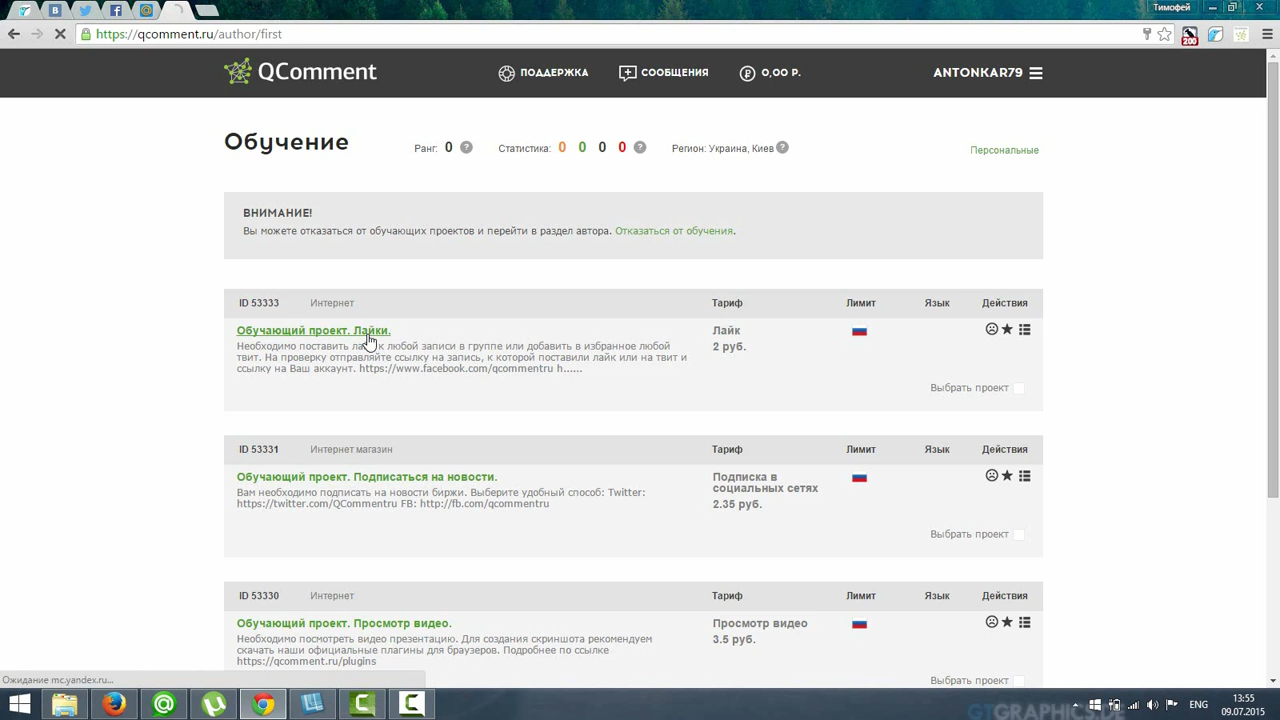 Тимофей
https://qcomment.ru/author/first
200
QComment
ПОДДЕРЖКА
СООБЩЕНИЯ
0,00 Р.
ANTONKAR79
Обучение
Ранг: 0 ?
Статистика: 0 0 0 0 ?
Регион: Украина, Киев ?
Персональные
ВНИМАНИЕ!
Вы можете отказаться от обучающих проектов и перейти в раздел автора. Отказаться от обучения.
ID 53333 Интернет Тариф Лимит Язык Действия
Обучающий проект. Лайки.
Необходимо поставить к любой записи в группе или добавить в избранное любой
твит. На проверку отправляйте ссылку на запись, к которой поставили лайк или на твит и
ссылку на Ваш аккаунт. https://www.facebook.com/qcommentru h......
Лайк
2 руб.
Выбрать проект
ID 53331 Интернет магазин Тариф Лимит Язык Действия
Обучающий проект. Подписаться на новости.
Вам необходимо подписать на новости биржи. Выберите удобный способ: Twitter:
https://twitter.com/QCommentru FB: http://fb.com/qcommentru
Подписка в
социальных сетях
2.35 руб.
Выбрать проект
ID 53330 Интернет Тариф Лимит Язык Действия
Обучающий проект. Просмотр видео.
Необходимо посмотреть видео презентацию. Для создания скриншота рекомендуем
скачать наши официальные плагины для браузеров. Подробнее по ссылке
https://qcomment.ru/plugins
Просмотр видео
3.5 руб.
Выбрать проект
Ожидание mc.yandex.ru...
ENG
13:55
09.07.2015